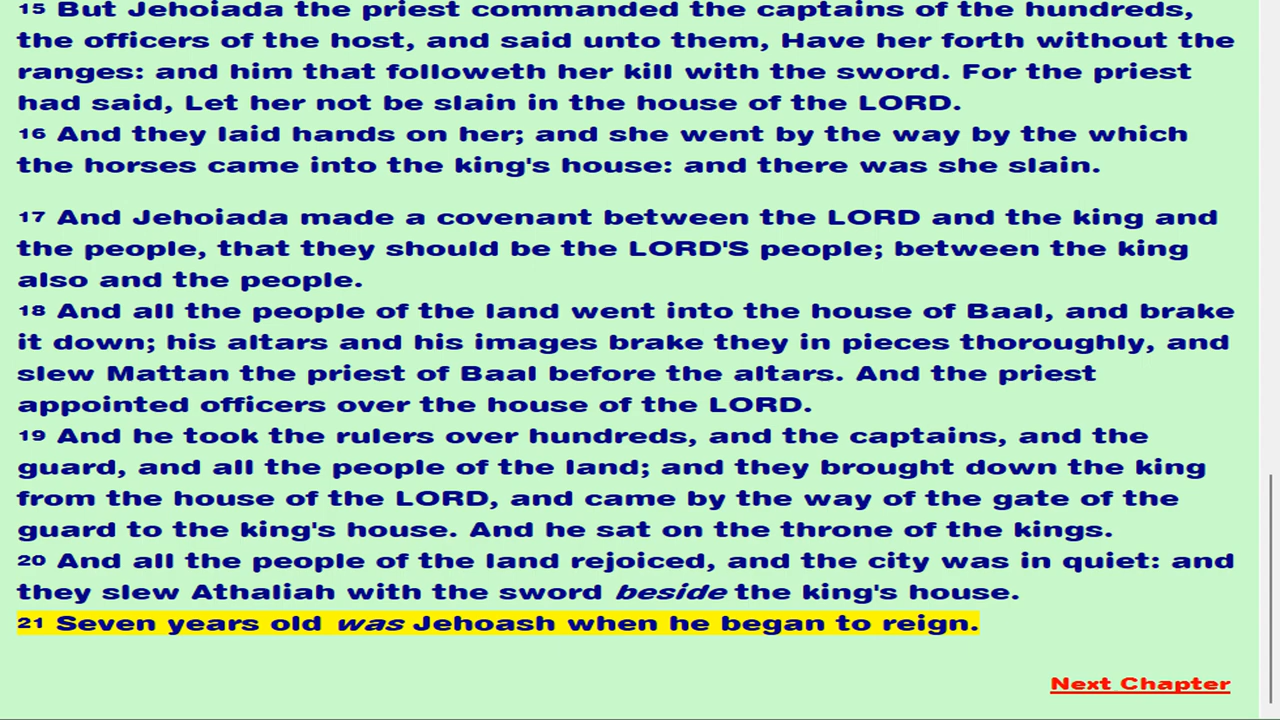 15 But Jehoiada the priest commanded the captains of the hundreds,
the officers of the host, and said unto them, Have her forth without the
ranges: and him that followeth her kill with the sword. For the priest
had said, Let her not be slain in the house of the LORD.
16 And they laid hands on her; and she went by the way by the which
the horses came into the king's house: and there was she slain.
17 And Jehoiada made a covenant between the LORD and the king and
the people, that they should be the LORD'S people; between the king
also and the people.
18 And all the people of the land went into the house of Baal, and brake
it down; his altars and his images brake they in pieces thoroughly, and
slew Mattan the priest of Baal before the altars. And the priest
appointed officers over the house of the LORD.
19 And he took the rulers over hundreds, and the captains, and the
guard, and all the people of the land; and they brought down the king
from the house of the LORD, and came by the way of the gate of the
guard to the king's house. And he sat on the throne of the kings.
20 And all the people of the land rejoiced, and the city was in quiet: and
they slew Athaliah with the sword beside the king's house.
21 Seven years old was Jehoash when he began to reign.
Next Chapter